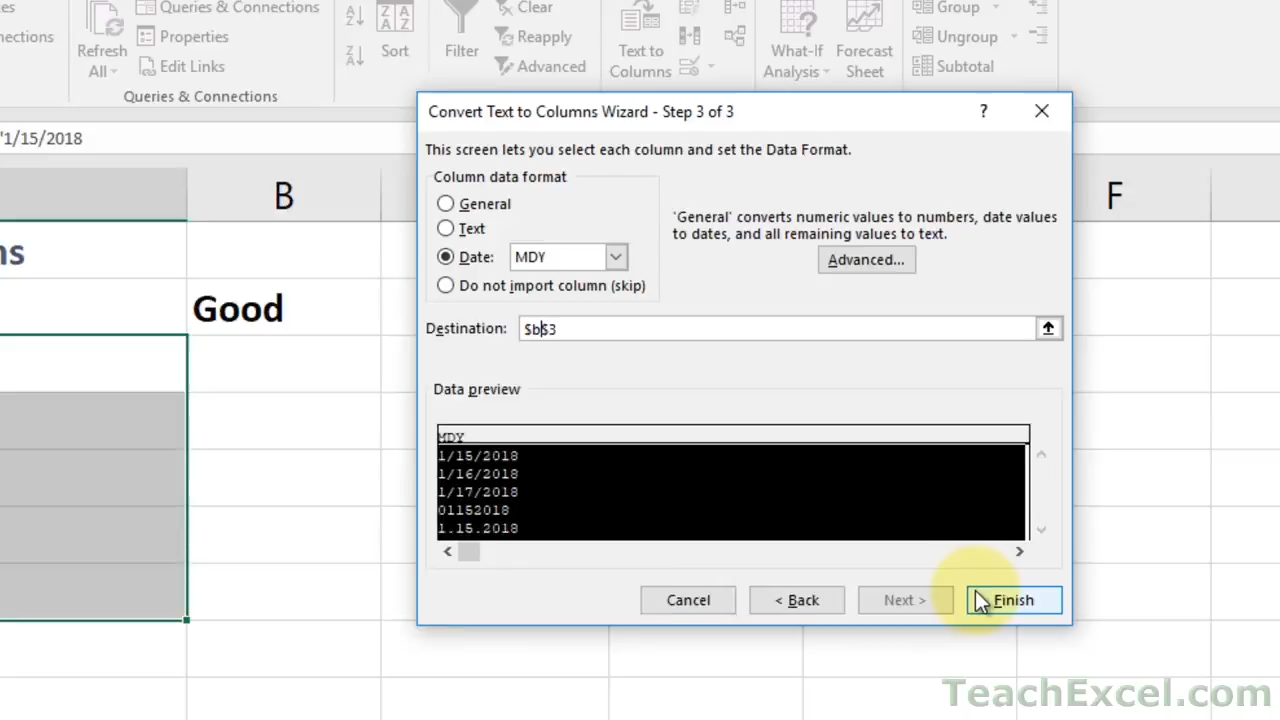 es
Queries & Connections
Clear
Group
nections
Refresh
All
Properties
Edit Links
Sort
Filter
Reapply
Advanced
Text to
Columns
What-If
Analysis
Forecast
Sheet
Ungroup
Subtotal
Queries & Connections
'1/15/2018
B
F
ns
Good
Convert Text to Columns Wizard - Step 3 of 3
?
This screen lets you select each column and set the Data Format.
Column data format
General
Text
Date: MDY
Do not import column (skip)
'General' converts numeric values to numbers, date values
to dates, and all remaining values to text.
Advanced...
Destination: $b$3
Data preview
MDY
1/15/2018
1/16/2018
1/17/2018
01152018
1.15.2018
Cancel
< Back
Next >
Finish
TeachExcel.com